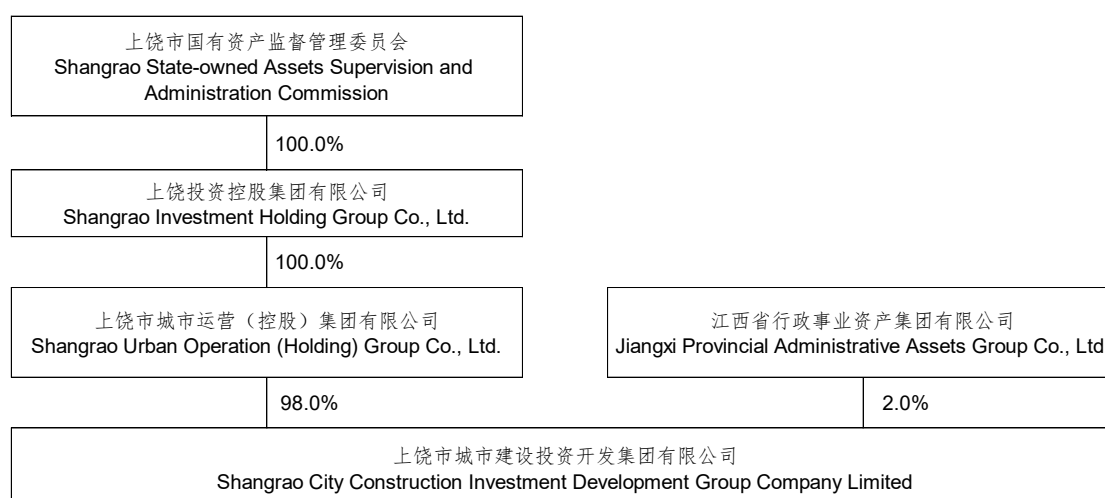 上饶市国有资产监督管理委员会
Shangrao State-owned Assets Supervision and
Administration Commission
100.0%
上饶投资控股集团有限公司
Shangrao Investment Holding Group Co., Ltd.
100.0%
上饶市城市运营（控股）集团有限公司
Shangrao Urban Operation (Holding) Group Co., Ltd.
江西省行政事业资产集团有限公司
Jiangxi Provincial Administrative Assets Group Co., Ltd
98.0%
2.0%
上饶市城市建设投资开发集团有限公司
Shangrao City Construction Investment Development Group Company Limited